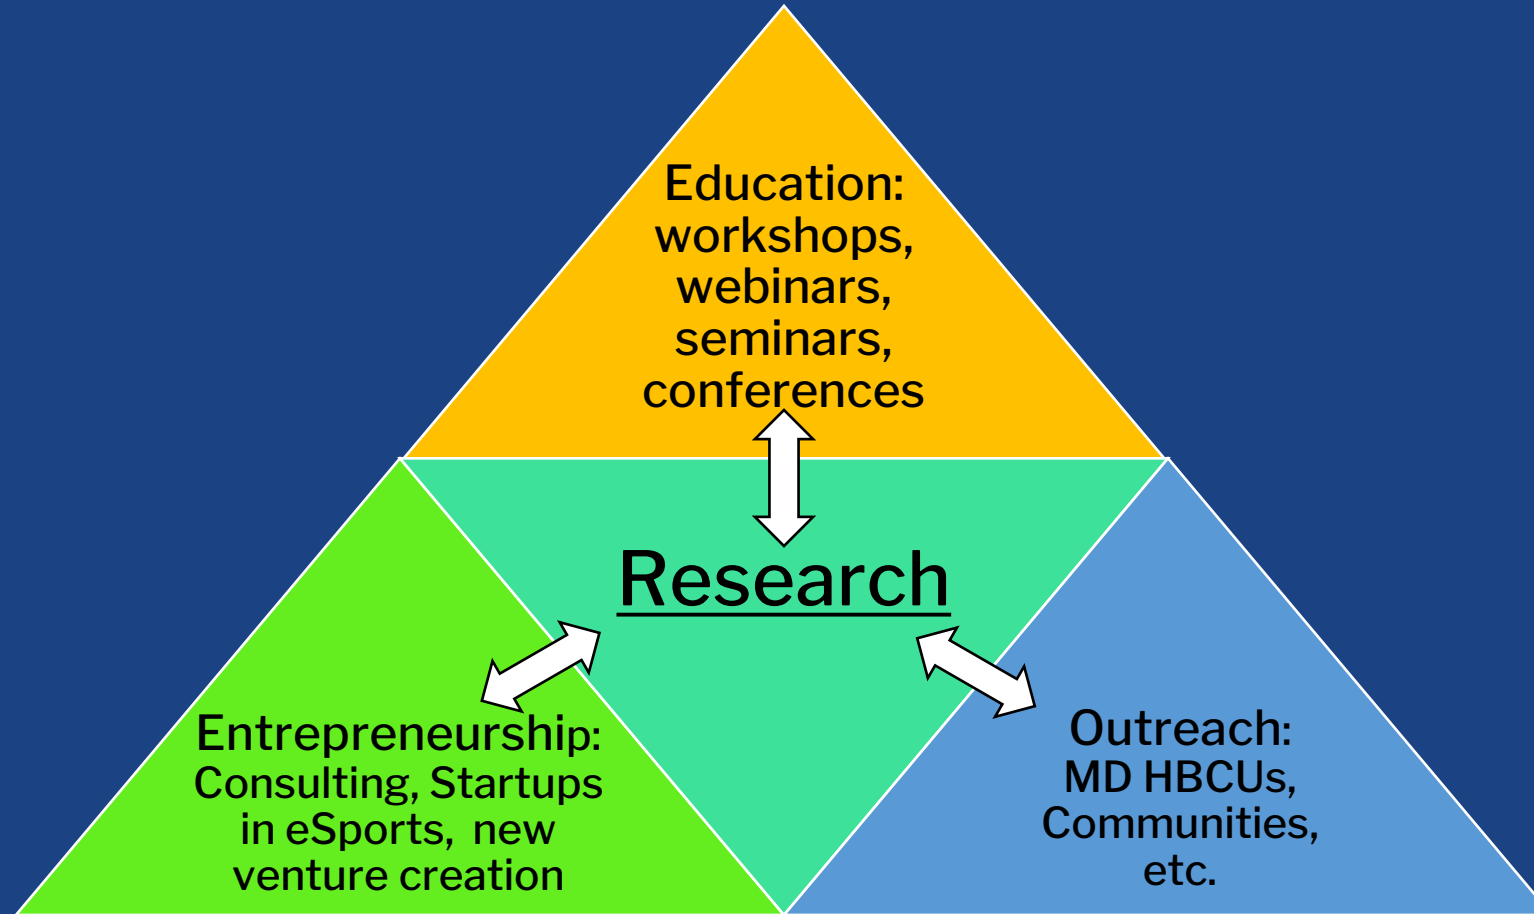 Education:
workshops,
webinars,
seminars,
conferences
Research
Entrepreneurship:
Consulting, Startups
in eSports,  new
venture creation
Outreach:
MD HBCUs,
Communities,
etc.